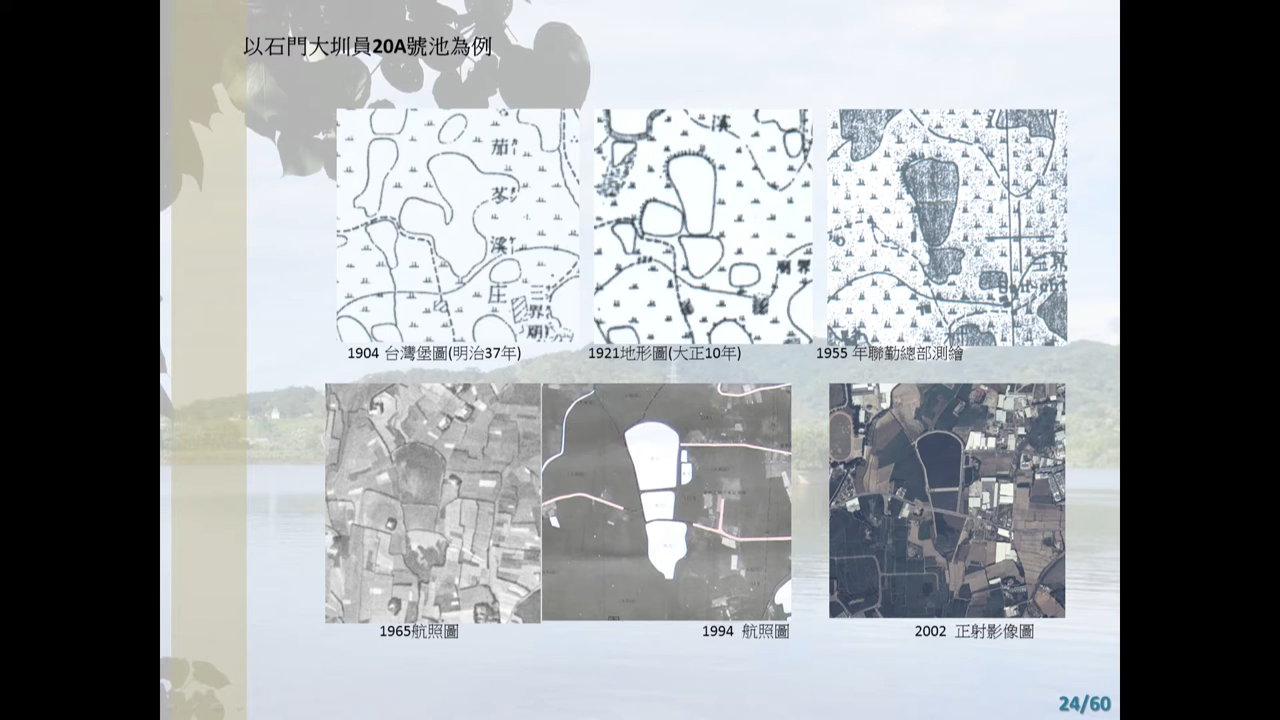 以石門大圳員20A號池為例
茄
苳
溪
庄
三
界
廟
溪
廟 界
1904 台灣堡圖(明治37年)
1921地形圖(大正10年)
1955 年聯勤總部測繪
1965航照圖
1994 航照圖
2002 正射影像圖
24/60